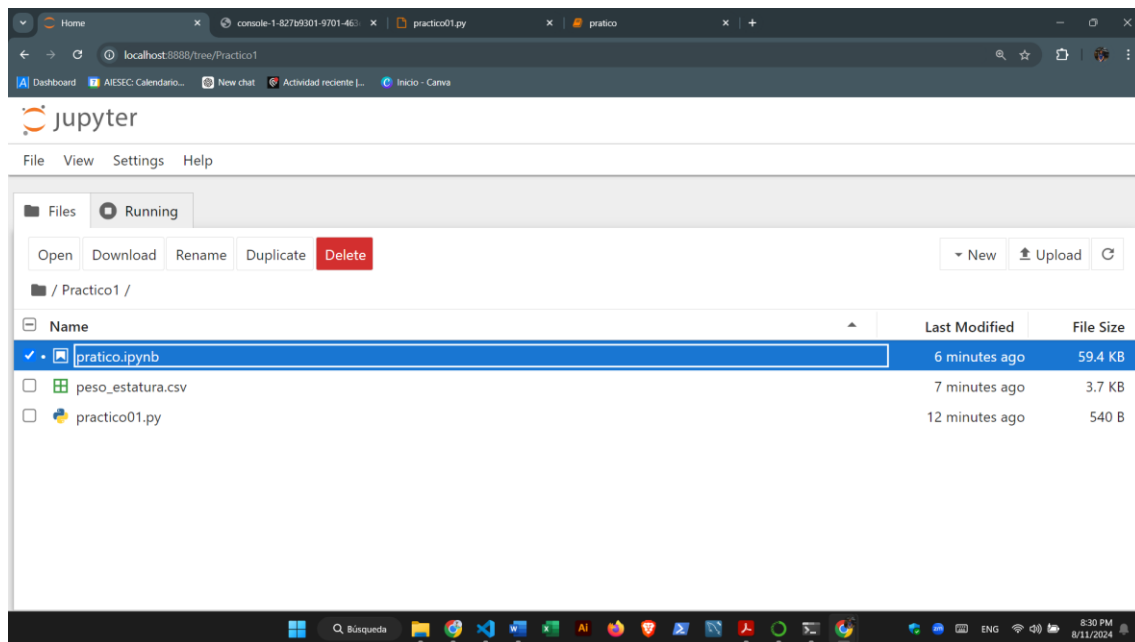 Home
console-1-827b9301-9701-463
practico01.py
pratico
localhost:8888/tree/Practico1
Dashboard
AIESEC: Calendario...
New chat
Actividad reciente |...
Inicio - Canva
jupyter
File View Settings Help
Files Running
Open Download Rename Duplicate Delete
New Upload
/ Practico1 /
Name Last Modified File Size
pratico.ipynb 6 minutes ago 59.4 KB
peso_estatura.csv 7 minutes ago 3.7 KB
practico01.py 12 minutes ago 540 B
Búsqueda
ENG
8:30 PM
8/11/2024